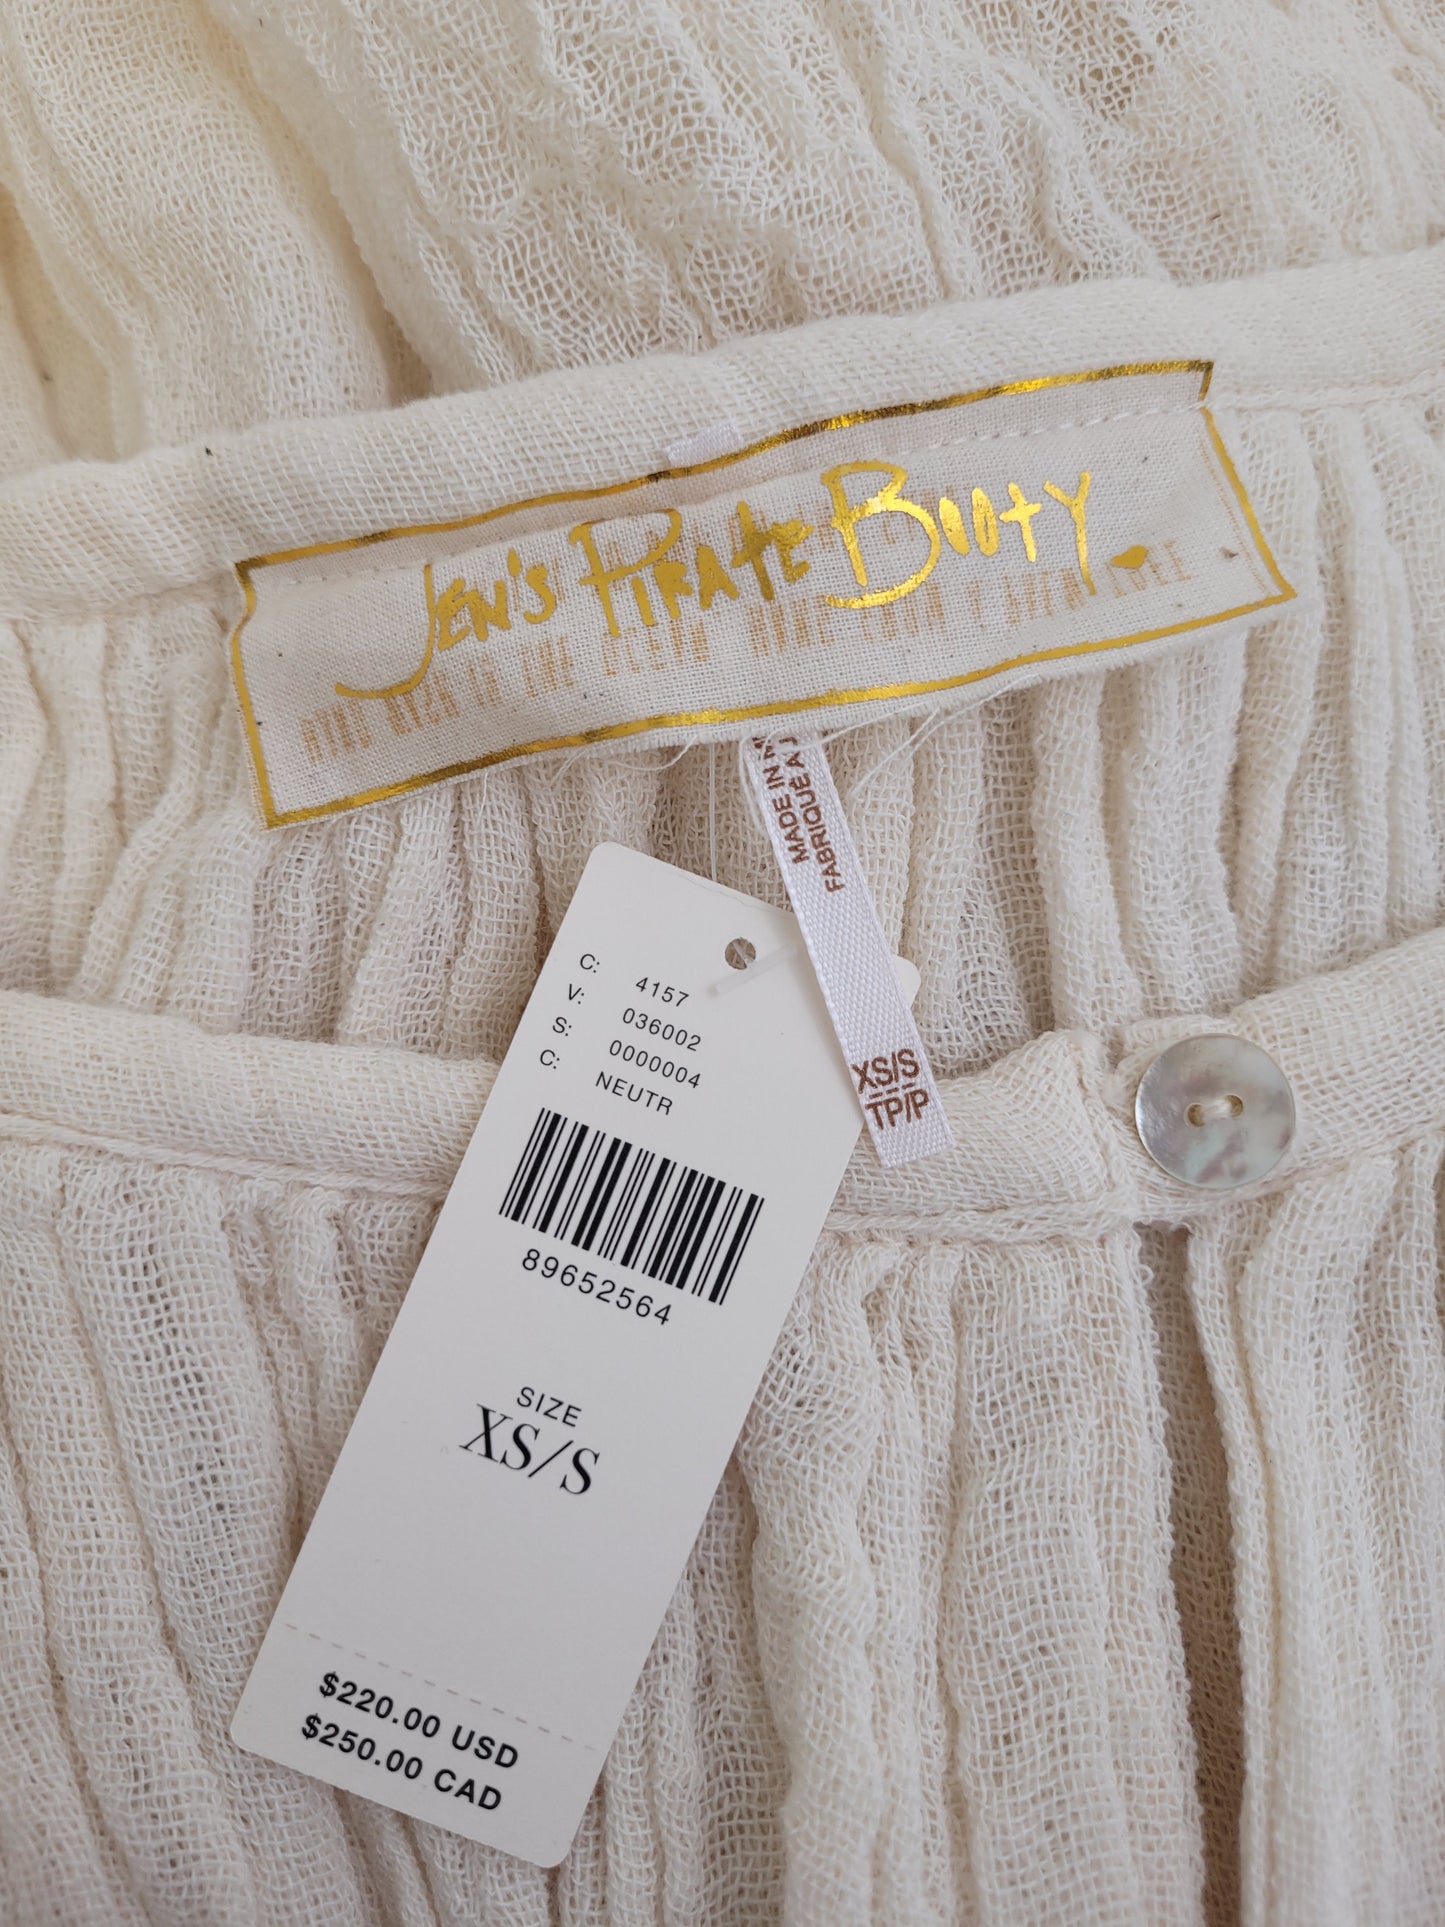 Jen's Pirate Booty
MADE IN
FABRIQUÉ À
XS/S
TP/P
C: 4157
V: 036002
S: 0000004
C: NEUTR
89652564
SIZE
XS/S
$220.00 USD
$250.00 CAD